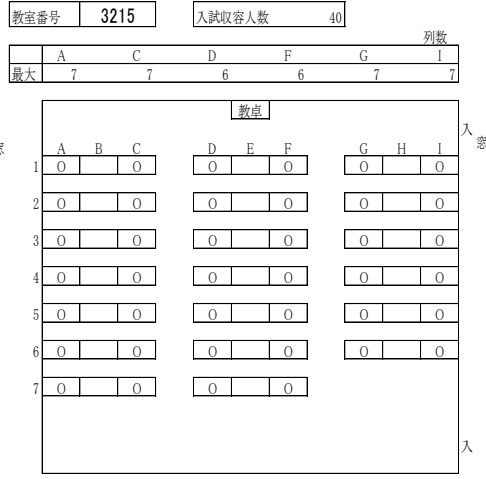 教室番号 3215 入試収容人数 40
列数
A C D F G I
最大 7 7 6 6 7 7
教卓
入
窓 窓
A B C D E F G H I
1 O O O O O O
2 O O O O O O
3 O O O O O O
4 O O O O O O
5 O O O O O O
6 O O O O O O
7 O O O O
入